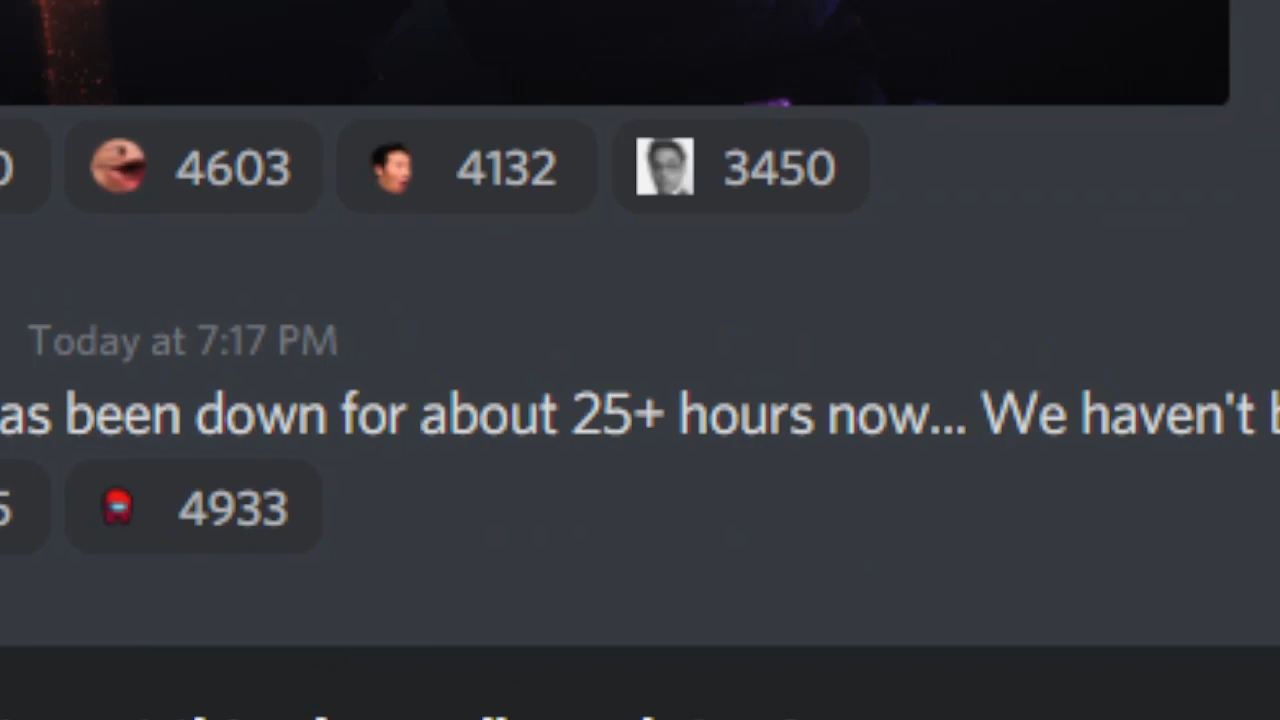 0 4603 4132 3450
Today at 7:17 PM
as been down for about 25+ hours now... We haven't b
5 4933